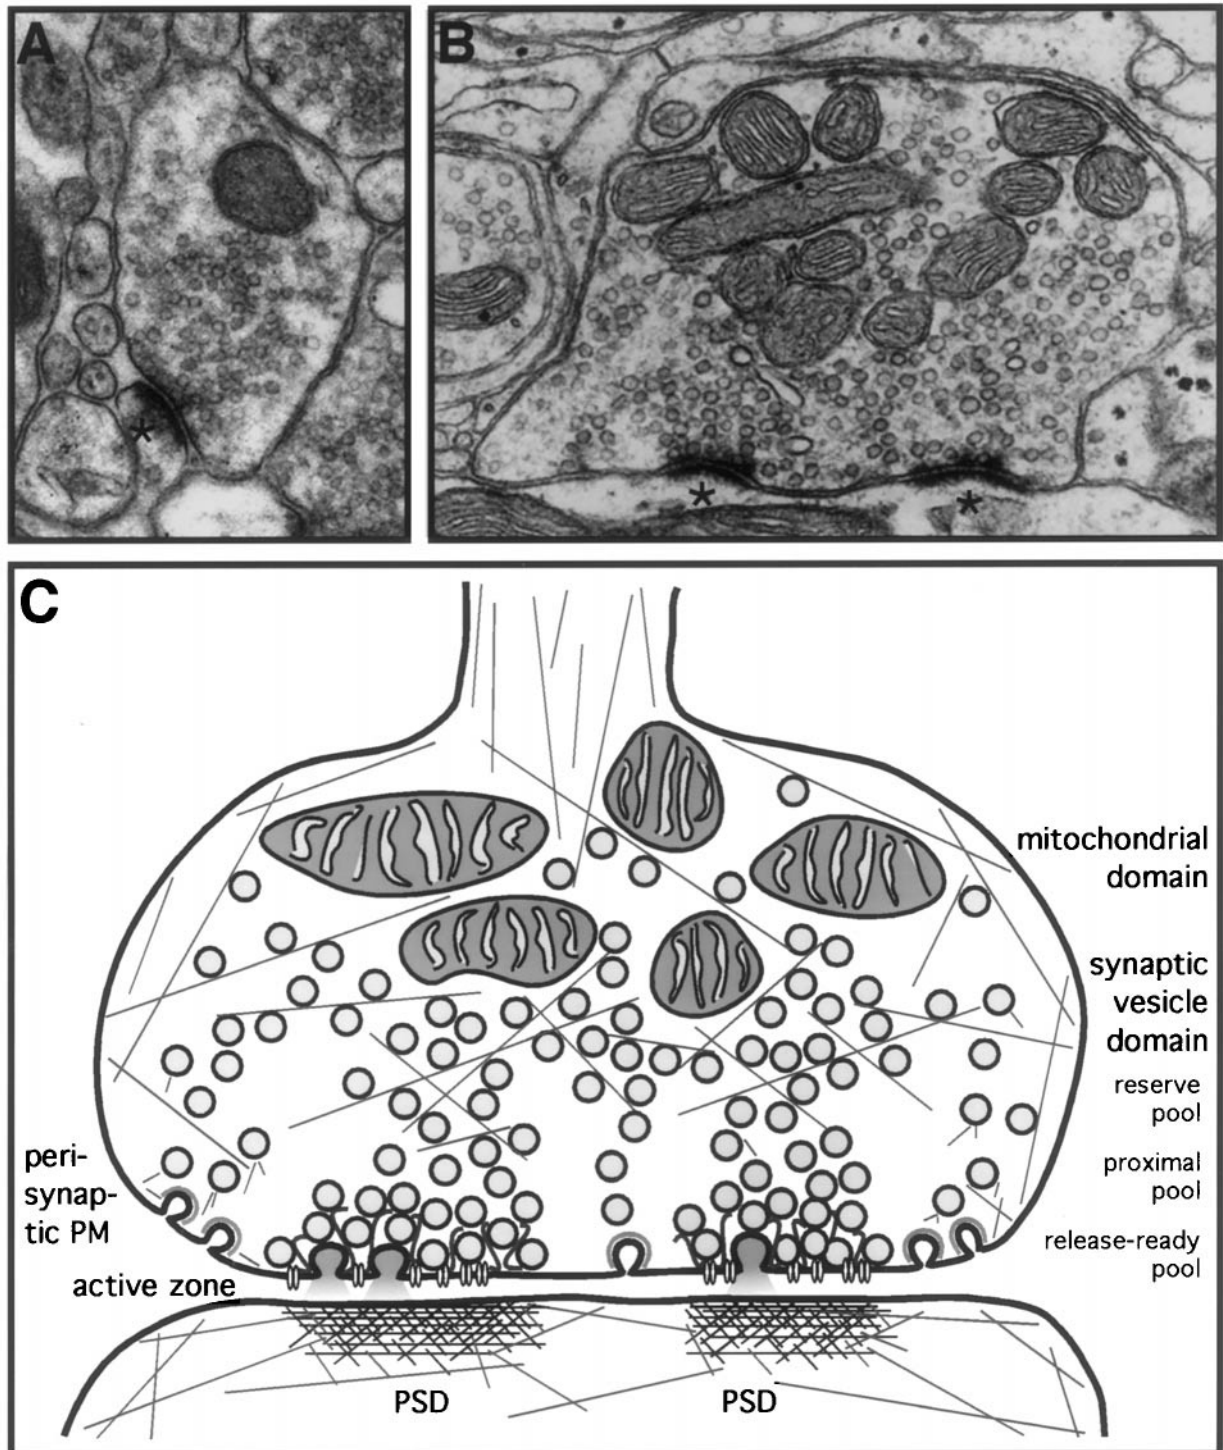 A
B
*
*
*
C
mitochondrial
domain
synaptic
vesicle
domain
reserve
pool
peri-
synap-
tic PM
proximal
pool
release-ready
pool
active zone
PSD
PSD